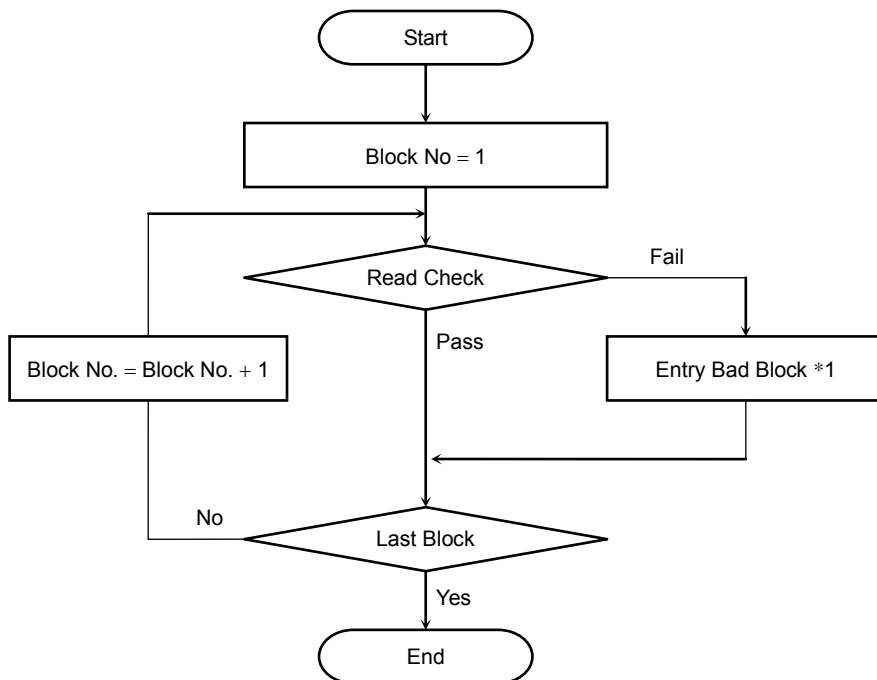 Start
Block No = 1
Read Check
Fail
Pass
Block No. = Block No. + 1
Entry Bad Block *1
No
Last Block
Yes
End